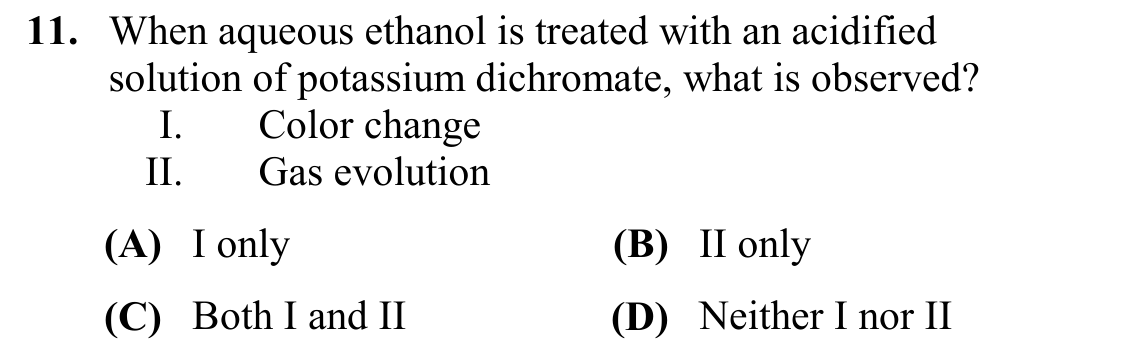 11. When aqueous ethanol is treated with an acidified
solution of potassium dichromate, what is observed?
I. Color change
II. Gas evolution
(A) I only (B) II only
(C) Both I and II (D) Neither I nor II